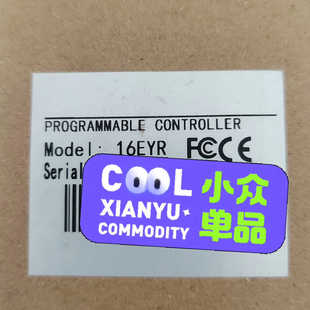 PROGRAMMABLE CONTROLLER
Model: 16EYR FC CE
Serial
COOL
XIANYU
COMMODITY
小众
单品